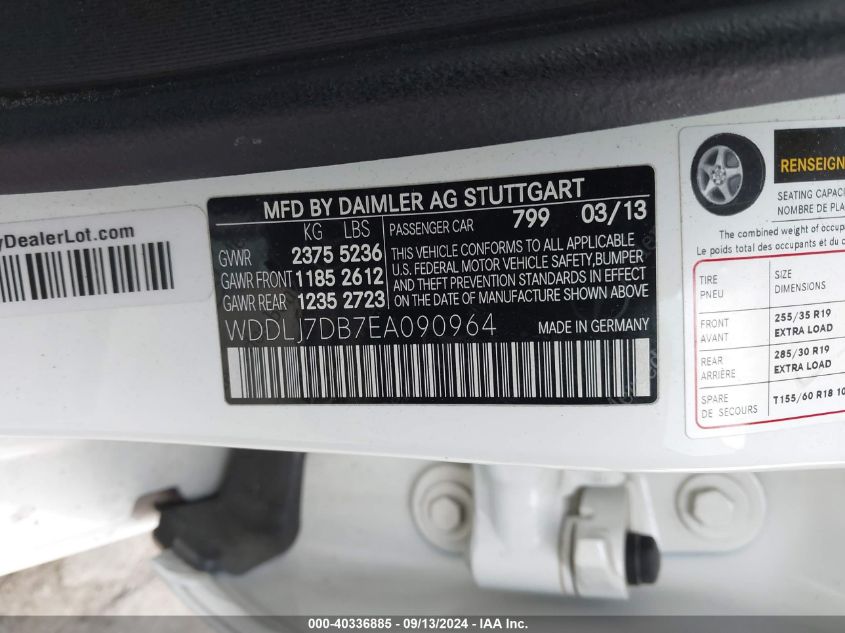 yDealerLot.com
MFD BY DAIMLER AG STUTTGART
KG LBS
GVWR 2375 5236
GAWR FRONT 1185 2612
GAWR REAR 1235 2723
PASSENGER CAR 799 03/13
THIS VEHICLE CONFORMS TO ALL APPLICABLE
U.S. FEDERAL MOTOR VEHICLE SAFETY,BUMPER
AND THEFT PREVENTION STANDARDS IN EFFECT
ON THE DATE OF MANUFACTURE SHOWN ABOVE.
WDDLJ7DB7EA090964 MADE IN GERMANY
RENSEIGN
SEATING CAPAC
NOMBRE DE PLA
The combined weight of occupants
Le poids total des occupants et du c
TIRE SIZE
PNEU DIMENSIONS
FRONT 255/35 R19
AVANT EXTRA LOAD
REAR 285/30 R19
ARRIÈRE EXTRA LOAD
SPARE T155/60 R18 10
DE SECOURS
000-40336885 - 09/13/2024 - IAA Inc.